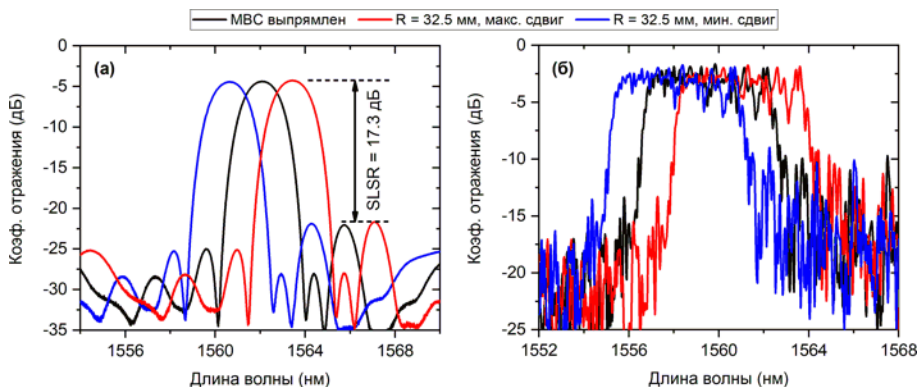 МВС выпрямлен R = 32.5 мм, макс. сдвиг R = 32.5 мм, мин. сдвиг
(а)
Коэф. отражения (дБ)
0
-5
-10
-15
-20
-25
-30
-35
SLSR = 17.3 дБ
1556 1560 1564 1568
Длина волны (нм)
(б)
Коэф. отражения (дБ)
0
-5
-10
-15
-20
-25
1552 1556 1560 1564 1568
Длина волны (нм)